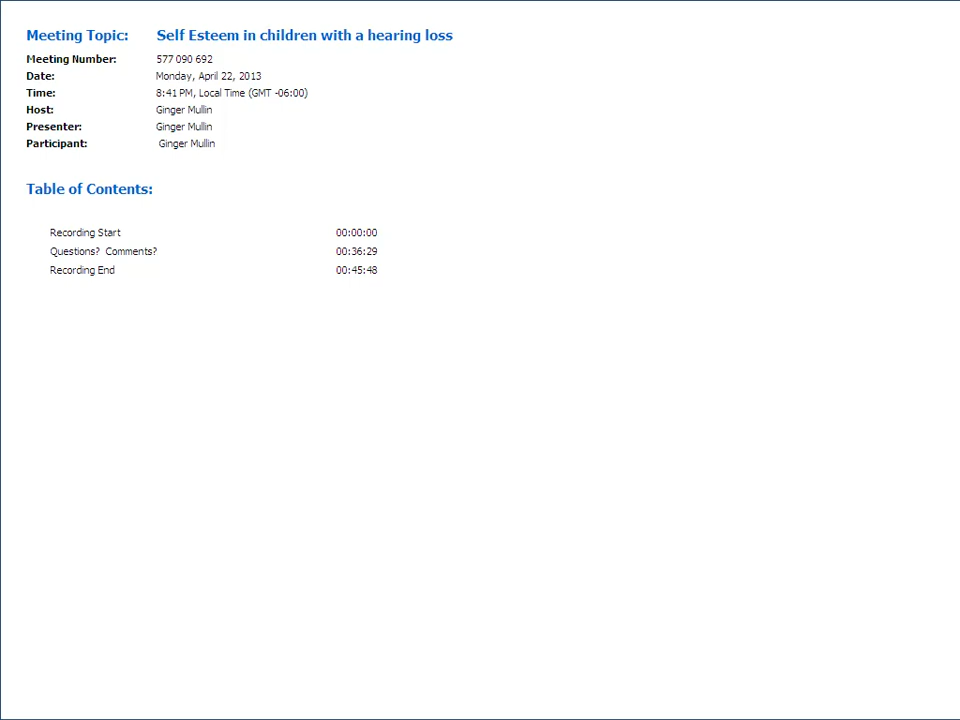 Meeting Topic: Self Esteem in children with a hearing loss
Meeting Number: 577 090 692
Date: Monday, April 22, 2013
Time: 8:41 PM, Local Time (GMT -06:00)
Host: Ginger Mullin
Presenter: Ginger Mullin
Participant: Ginger Mullin
Table of Contents:
Recording Start 00:00:00
Questions? Comments? 00:36:29
Recording End 00:45:48